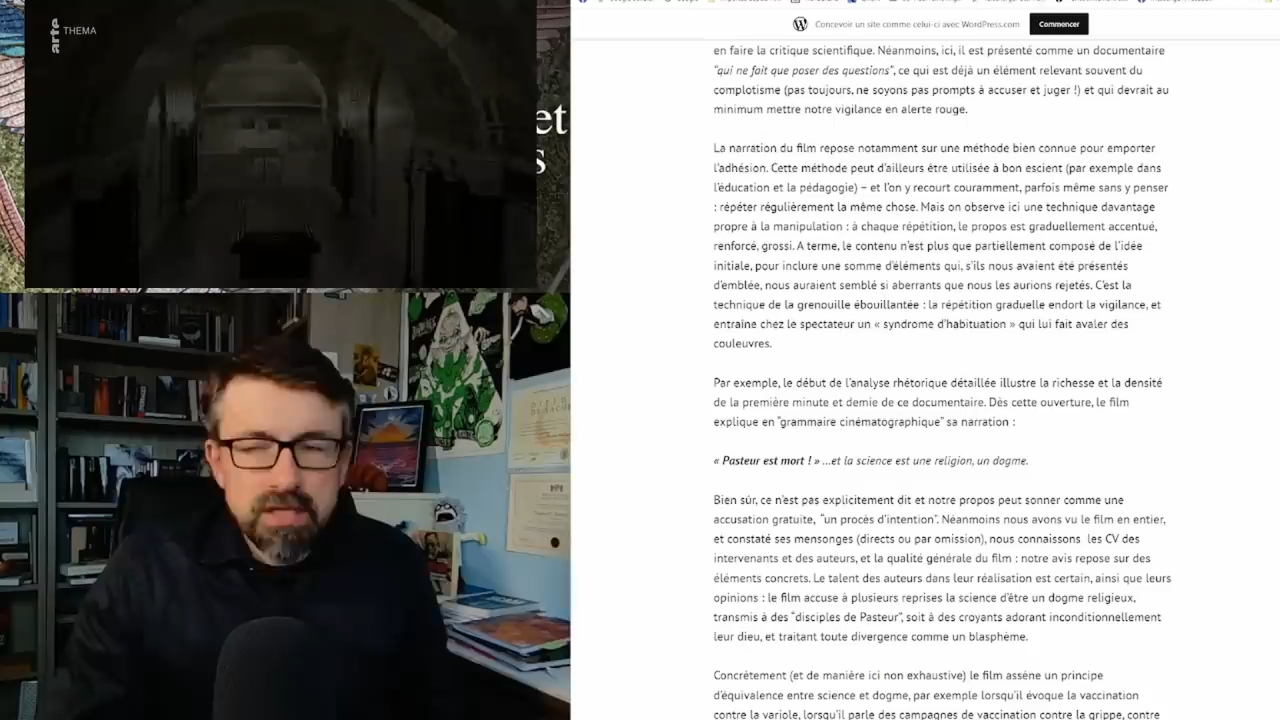 arte THEMA
et
s
Concevoir un site comme celui-ci avec WordPress.com
Commencer
en faire la critique scientifique. Néanmoins, ici, il est présenté comme un documentaire
“qui ne fait que poser des questions”, ce qui est déjà un élément relevant souvent du
complotisme (pas toujours, ne soyons pas prompts à accuser et juger !) et qui devrait au
minimum mettre notre vigilance en alerte rouge.
La narration du film repose notamment sur une méthode bien connue pour emporter
l’adhésion. Cette méthode peut d’ailleurs être utilisée à bon escient (par exemple dans
l’éducation et la pédagogie) – et l’on y recourt couramment, parfois même sans y penser
: répéter régulièrement la même chose. Mais on observe ici une technique davantage
propre à la manipulation : à chaque répétition, le propos est graduellement accentué,
renforcé, grossi. A terme, le contenu n’est plus que partiellement composé de l’idée
initiale, pour inclure une somme d’éléments qui, s’ils nous avaient été présentés
d’emblée, nous auraient semblé si aberrants que nous les aurions rejetés. C’est la
technique de la grenouille ébouillantée : la répétition graduelle endort la vigilance, et
entraîne chez le spectateur un « syndrome d’habituation » qui lui fait avaler des
couleuvres.
Par exemple, le début de l’analyse rhétorique détaillée illustre la richesse et la densité
de la première minute et demie de ce documentaire. Dès cette ouverture, le film
explique en “grammaire cinématographique” sa narration :
« Pasteur est mort ! » …et la science est une religion, un dogme.
Bien sûr, ce n’est pas explicitement dit et notre propos peut sonner comme une
accusation gratuite, “un procès d’intention”. Néanmoins nous avons vu le film en entier,
et constaté ses mensonges (directs ou par omission), nous connaissons les CV des
intervenants et des auteurs, et la qualité générale du film : notre avis repose sur des
éléments concrets. Le talent des auteurs dans leur réalisation est certain, ainsi que leurs
opinions : le film accuse à plusieurs reprises la science d’être un dogme religieux,
transmis à des “disciples de Pasteur”, soit à des croyants adorant inconditionnellement
leur dieu, et traitant toute divergence comme un blasphème.
Concrètement (et de manière ici non exhaustive) le film assène un principe
d’équivalence entre science et dogme, par exemple lorsqu’il évoque la vaccination
contre la variole, lorsqu’il parle des campagnes de vaccination contre la grippe, contre